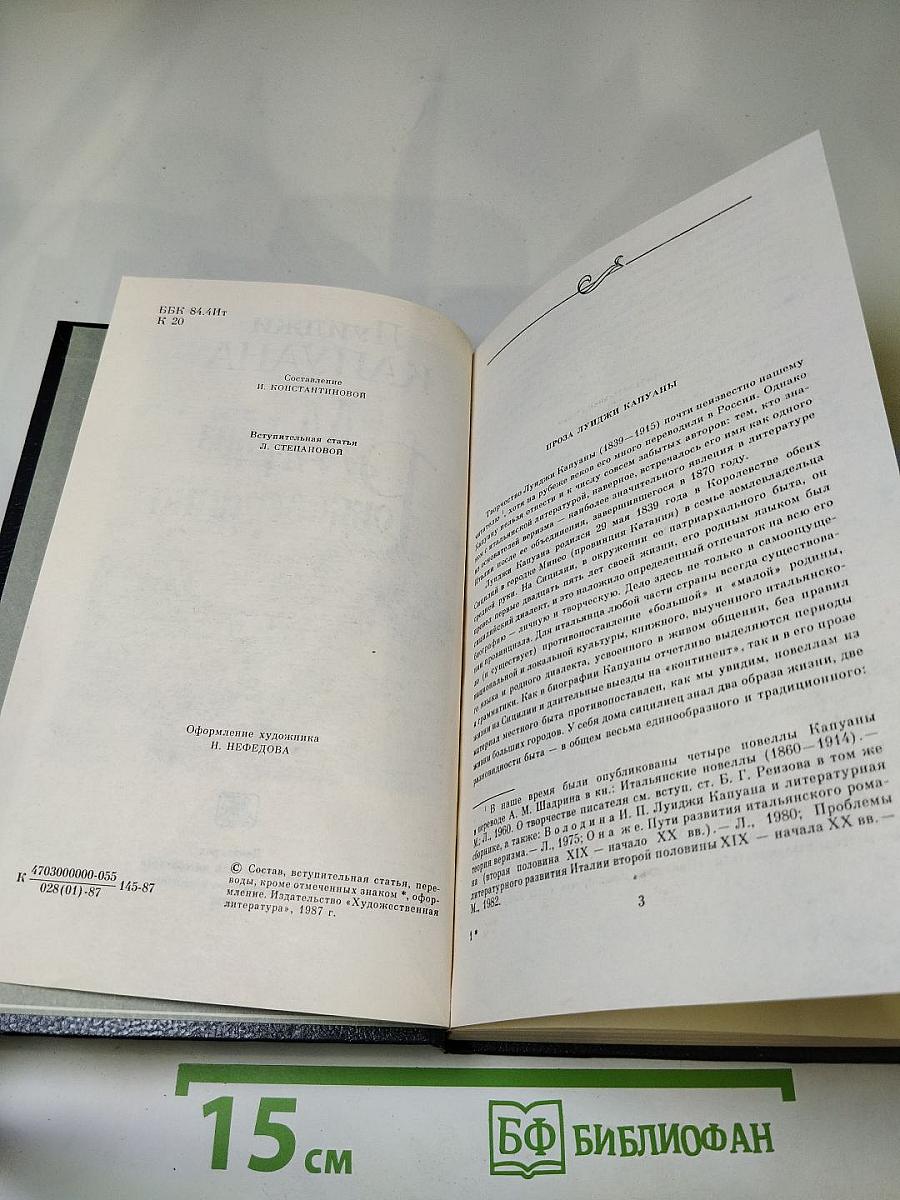 ББК 84.4Ит
К 20
Составление
И. КОНСТАНТИНОВОЙ
Вступительная статья
Л. СТЕПАНОВОЙ
Оформление художника
Н. НЕФЕДОВА
К 4703000000-055 145-87
028(01)-87
© Состав, вступительная статья, пере-
воды, кроме отмеченных знаком *, офор-
мление. Издательство «Художественная
литература», 1987 г.
ПРОЗА ЛУИДЖИ КАПУАНЫ
Творчество Луиджи Капуаны (1839—1915) почти неизвестно нашему
читателю¹, хотя на рубеже веков его много переводили в России. Однако
Капуану нельзя отнести и к числу совсем забытых авторов: тем, кто зна-
ком с итальянской литературой, наверное, встречалось его имя как одного
из основателей веризма — наиболее значительного явления в литературе
Италии после ее объединения, завершившегося в 1870 году.
Луиджи Капуана родился 29 мая 1839 года в Королевстве обеих
Сицилий в городке Минео (провинция Катания) в семье землевладельца
средней руки. На Сицилии, в окружении ее патриархального быта, он
провел первые двадцать пять лет своей жизни, его родным языком был
сицилийский диалект, и это наложило определенный отпечаток на всю его
биографию — личную и творческую. Дело здесь не только в самоощуще-
нии провинциала. Для итальянца любой части страны всегда существова-
ло (и существует) противопоставление «большой» и «малой» родины,
национальной и локальной культуры, книжного, выученного итальянско-
го языка и родного диалекта, усвоенного в живом общении, без правил
и грамматики. Как в биографии Капуаны отчетливо выделяются периоды
жизни на Сицилии и длительные выезды на «континент», так и в его прозе
материал местного быта противопоставлен, как мы увидим, новеллам из
жизни больших городов. У себя дома сицилиец знал два образа жизни, две
разновидности быта — в общем весьма единообразного и традиционного:
¹ В наше время были опубликованы четыре новеллы Капуаны
в переводе А. М. Шадрина в кн.: Итальянские новеллы (1860—1914).—
М.; Л., 1960. О творчестве писателя см. вступ. ст. Б. Г. Реизова в том же
сборнике, а также: Володина И. П. Луиджи Капуана и литературная
теория веризма.— Л., 1975; Она же. Пути развития итальянского рома-
на (вторая половина XIX — начало XX вв.).— Л., 1980; Проблемы
литературного развития Италии второй половины XIX — начала XX вв.—
М., 1982.
3
1*
15 см
БФ БИБЛИОФАН